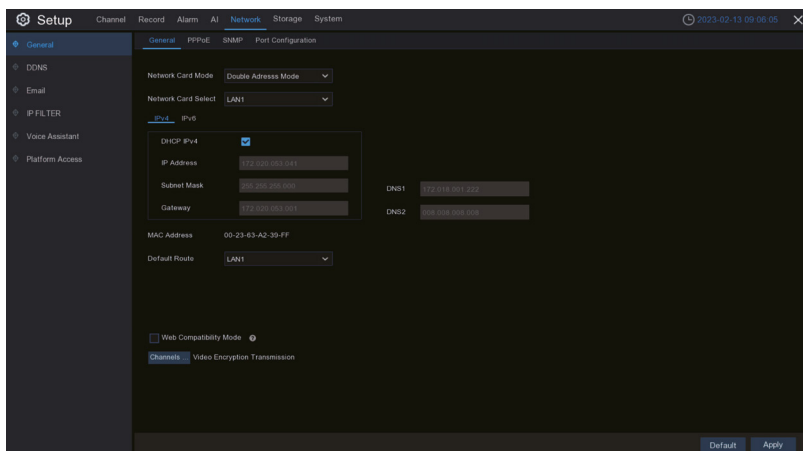 Setup Channel Record Alarm AI Network Storage System 2023-02-13 09:06:05
General
DDNS
Email
IP FILTER
Voice Assistant
Platform Access
General PPPoE SNMP Port Configuration
Network Card Mode Double Adresss Mode
Network Card Select LAN1
IPv4 IPv6
DHCP IPv4
IP Address 172.020.053.041
Subnet Mask 255.255.255.000
Gateway 172.020.053.001
DNS1 172.018.001.222
DNS2 008.008.008.008
MAC Address 00-23-63-A2-39-FF
Default Route LAN1
Web Compatibility Mode
Channels ... Video Encryption Transmission
Default Apply